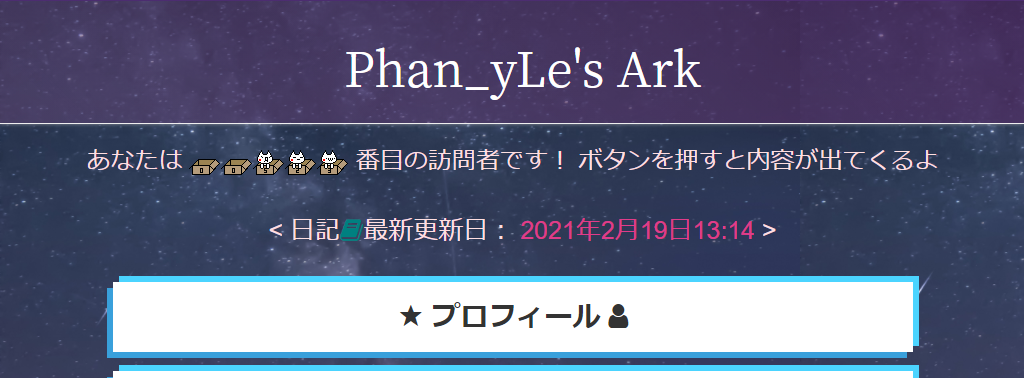 Phan_yLe's Ark
あなたは 番目の訪問者です！ ボタンを押すと内容が出てくるよ
< 日記 最新更新日： 2021年2月19日13:14 >
★ プロフィール